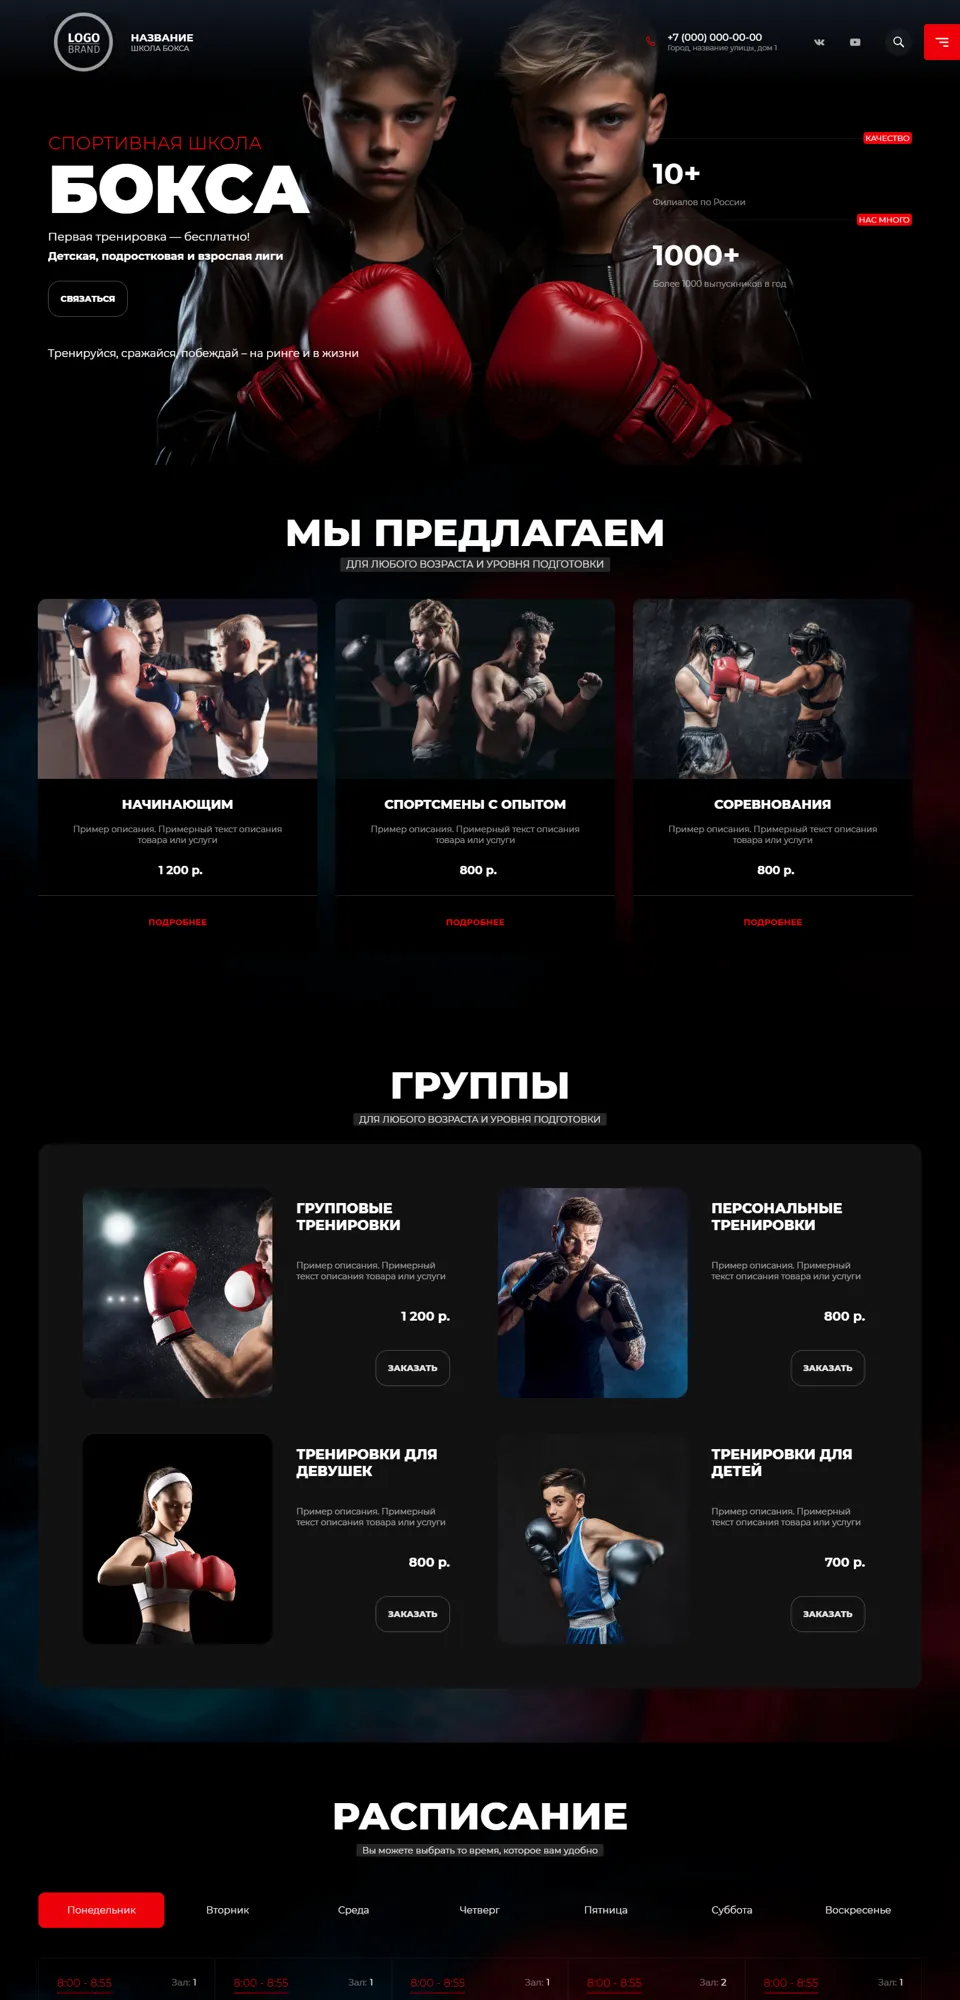 LOGO
BRAND
НАЗВАНИЕ
ШКОЛА БОКСА
+7 (000) 000-00-00
Город, название улицы, дом 1
СПОРТИВНАЯ ШКОЛА
БОКСА
Первая тренировка — бесплатно!
Детская, подростковая и взрослая лиги
СВЯЗАТЬСЯ
Тренируйся, сражайся, побеждай – на ринге и в жизни
КАЧЕСТВО
10+
Филиалов по России
НАС МНОГО
1000+
Более 1000 выпускников в год
МЫ ПРЕДЛАГАЕМ
ДЛЯ ЛЮБОГО ВОЗРАСТА И УРОВНЯ ПОДГОТОВКИ
НАЧИНАЮЩИМ
Пример описания. Примерный текст описания
товара или услуги
1 200 р.
ПОДРОБНЕЕ
СПОРТСМЕНЫ С ОПЫТОМ
Пример описания. Примерный текст описания
товара или услуги
800 р.
ПОДРОБНЕЕ
СОРЕВНОВАНИЯ
Пример описания. Примерный текст описания
товара или услуги
800 р.
ПОДРОБНЕЕ
ГРУППЫ
ДЛЯ ЛЮБОГО ВОЗРАСТА И УРОВНЯ ПОДГОТОВКИ
ГРУППОВЫЕ
ТРЕНИРОВКИ
Пример описания. Примерный
текст описания товара или услуги
1 200 р.
ЗАКАЗАТЬ
ПЕРСОНАЛЬНЫЕ
ТРЕНИРОВКИ
Пример описания. Примерный
текст описания товара или услуги
800 р.
ЗАКАЗАТЬ
ТРЕНИРОВКИ ДЛЯ
ДЕВУШЕК
Пример описания. Примерный
текст описания товара или услуги
800 р.
ЗАКАЗАТЬ
ТРЕНИРОВКИ ДЛЯ
ДЕТЕЙ
Пример описания. Примерный
текст описания товара или услуги
700 р.
ЗАКАЗАТЬ
РАСПИСАНИЕ
Вы можете выбрать то время, которое вам удобно
Понедельник
Вторник
Среда
Четверг
Пятница
Суббота
Воскресенье
8:00 - 8:55 Зал: 1
8:00 - 8:55 Зал: 1
8:00 - 8:55 Зал: 1
8:00 - 8:55 Зал: 2
8:00 - 8:55 Зал: 1